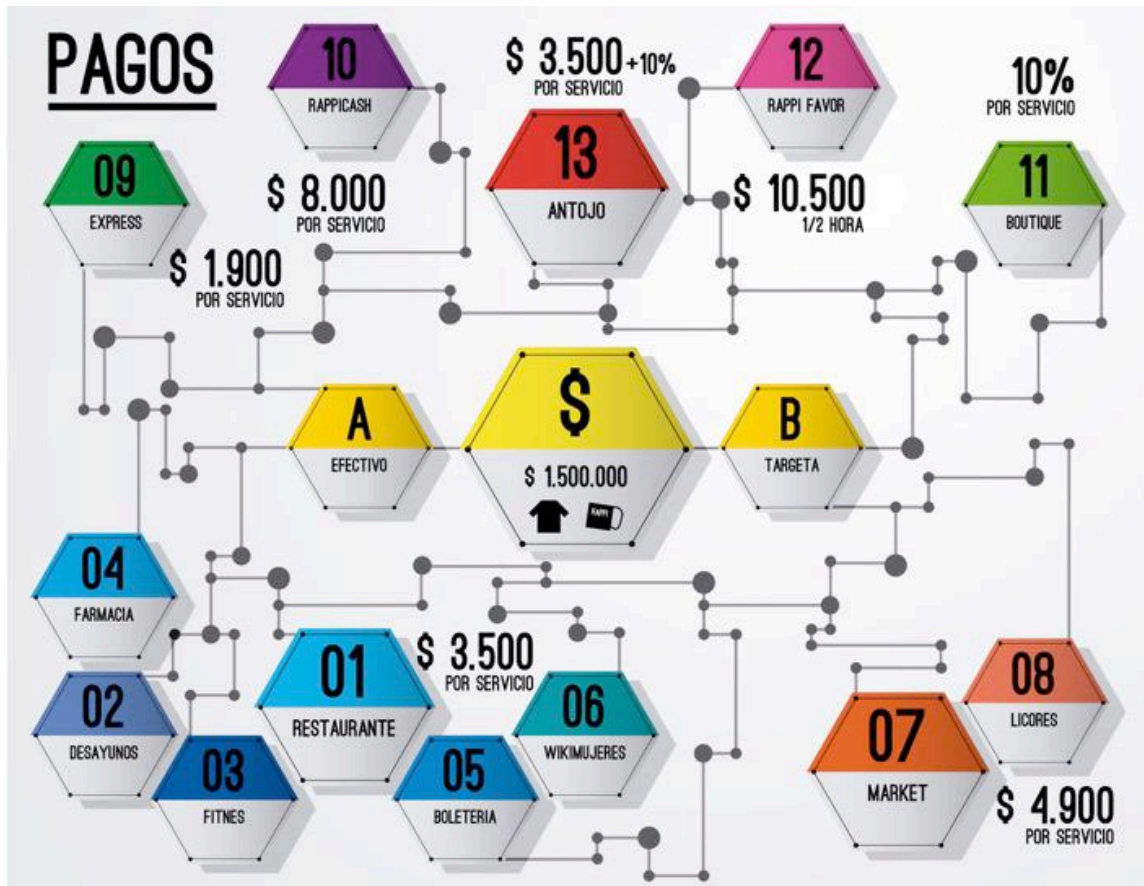 PAGOS
10
RAPPICASH
$ 3.500 +10%
POR SERVICIO
12
RAPPI FAVOR
10%
POR SERVICIO
09
EXPRESS
13
ANTOJO
11
BOUTIQUE
$ 8.000
POR SERVICIO
$ 10.500
1/2 HORA
$ 1.900
POR SERVICIO
A
EFECTIVO
$
$ 1.500.000
RAPPI
B
TARGETA
04
FARMACIA
01
RESTAURANTE
$ 3.500
POR SERVICIO
02
DESAYUNOS
03
FITNES
05
BOLETERIA
06
WIKIMUJERES
07
MARKET
08
LICORES
$ 4.900
POR SERVICIO